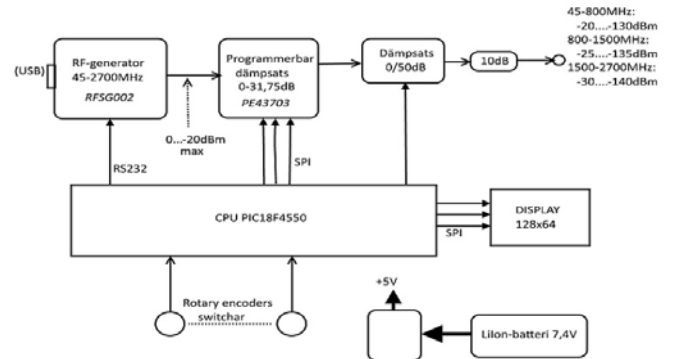 45-800MHz:
-20....-130dBm
800-1500MHz:
-25....-135dBm
1500-2700MHz:
-30....-140dBm
(USB)
RF-generator
45-2700MHz
RFSG002
Programmerbar
dämpsats
0-31,75dB
PE43703
Dämpsats
0/50dB
10dB
0...-20dBm
max
RS232
SPI
CPU PIC18F4550
SPI
DISPLAY
128x64
Rotary encoders
switchar
+5V
LiIon-batteri 7,4V